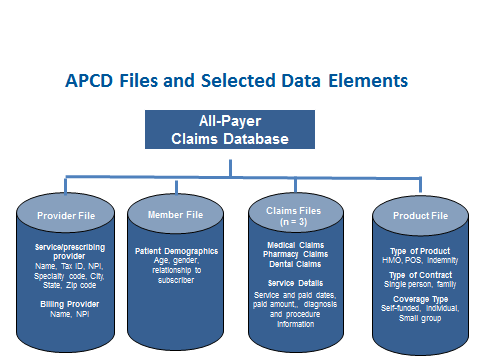 APCD Files and Selected Data Elements
All-Payer
Claims Database
Provider File
Service/prescribing
provider
Name, Tax ID, NPI,
Specialty code, City,
State, Zip code
Billing Provider
Name, NPI
Member File
Patient Demographics
Age, gender,
relationship to
subscriber
Claims Files
(n = 3)
Medical Claims
Pharmacy Claims
Dental Claims
Service Details
Service and paid dates,
paid amount,, diagnosis
and procedure
information
Product File
Type of Product
HMO, POS, Indemnity
Type of Contract
Single person, family
Coverage Type
Self-funded, Individual,
Small group